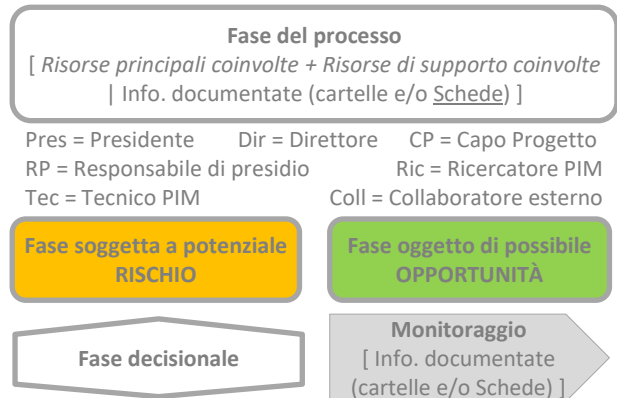 Fase del processo
[ Risorse principali coinvolte + Risorse di supporto coinvolte
| Info. documentate (cartelle e/o Schede) ]
Pres = Presidente Dir = Direttore CP = Capo Progetto
RP = Responsabile di presidio Ric = Ricercatore PIM
Tec = Tecnico PIM Coll = Collaboratore esterno
Fase soggetta a potenziale
RISCHIO
Fase oggetto di possibile
OPPORTUNITÀ
Fase decisionale
Monitoraggio
[ Info. documentate
(cartelle e/o Schede) ]